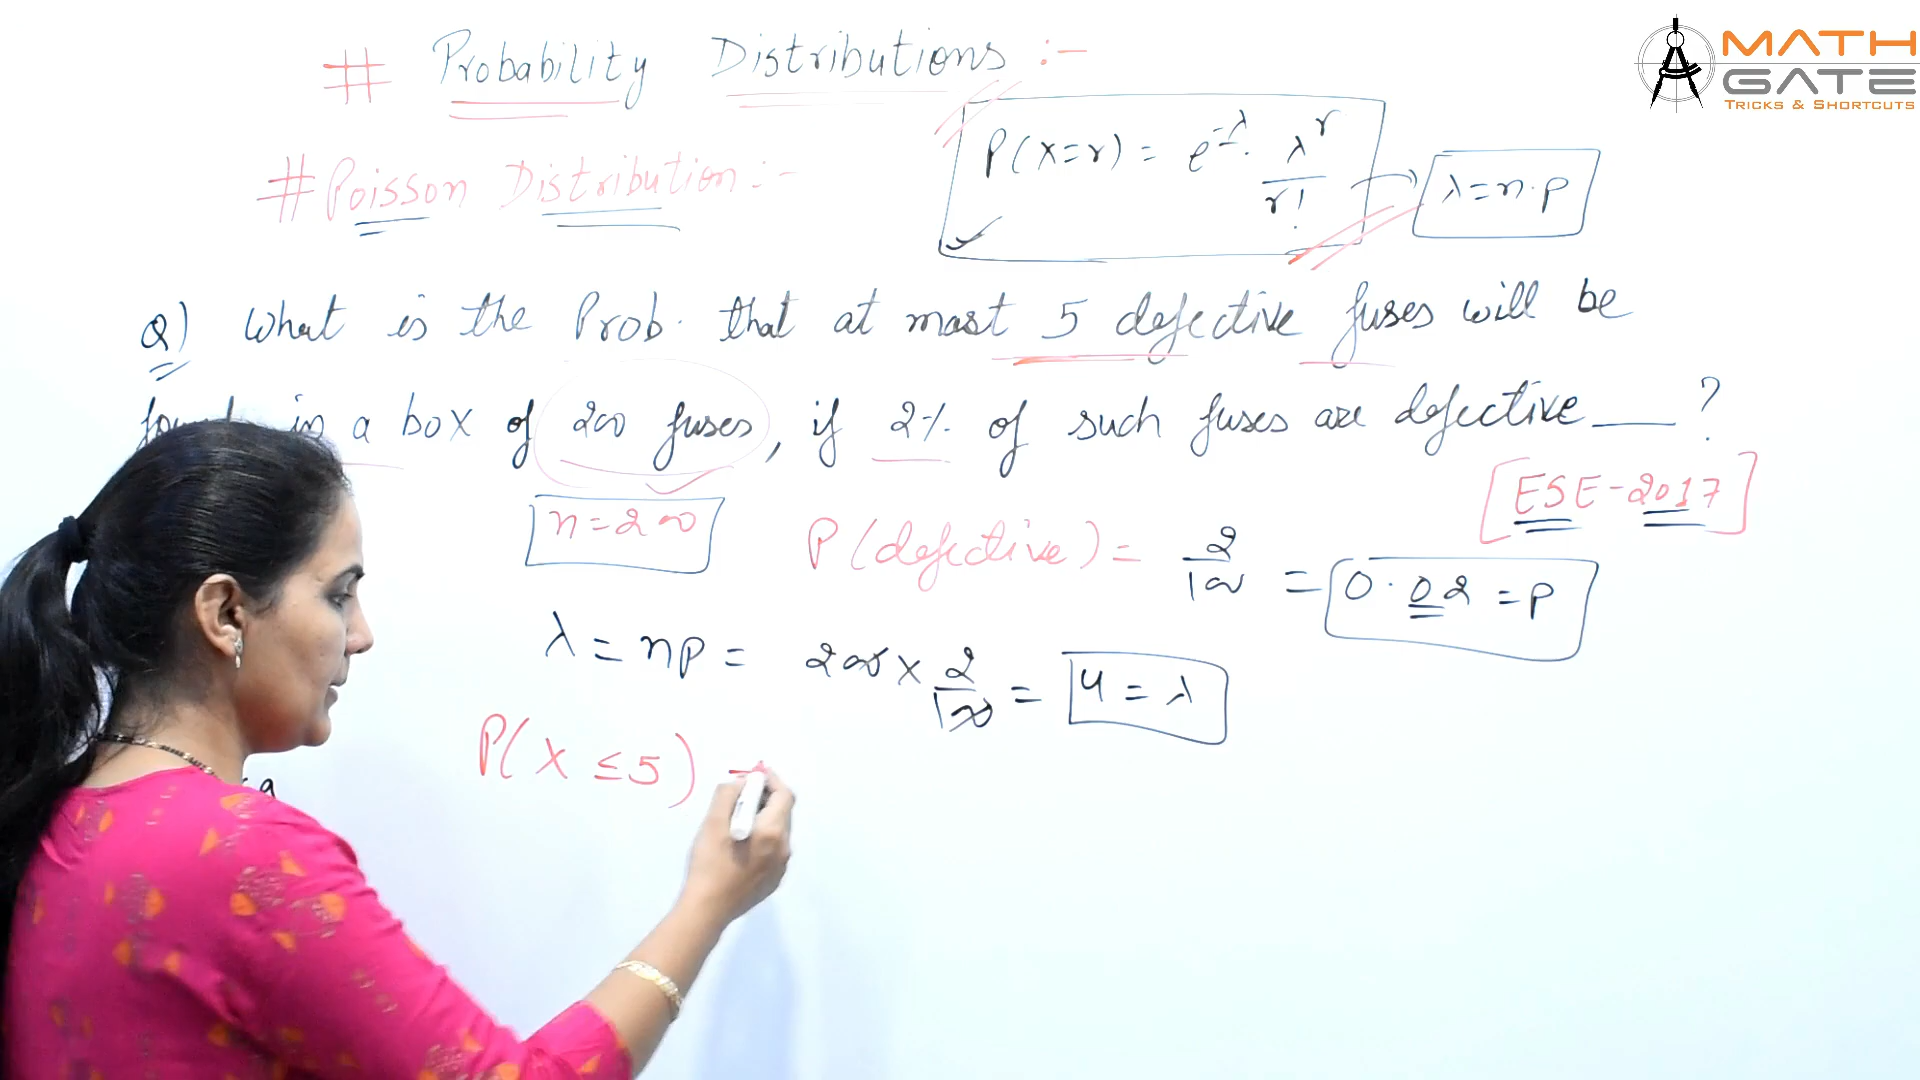 # Probability Distributions :-
MATH
GATE
TRICKS & SHORTCUTS
P(X=r) = e^-λ · λ^r / r!
λ=n·p
# Poisson Distribution :-
Q) What is the Prob. that at most 5 defective fuses will be
in a box of 200 fuses, if 2% of such fuses are defective ___ ?
[ESE-2017]
n=200
P(defective) = 2/100 = 0.02 = P
λ = np = 200 × 2/100 = 4 = λ
P(X ≤ 5) =